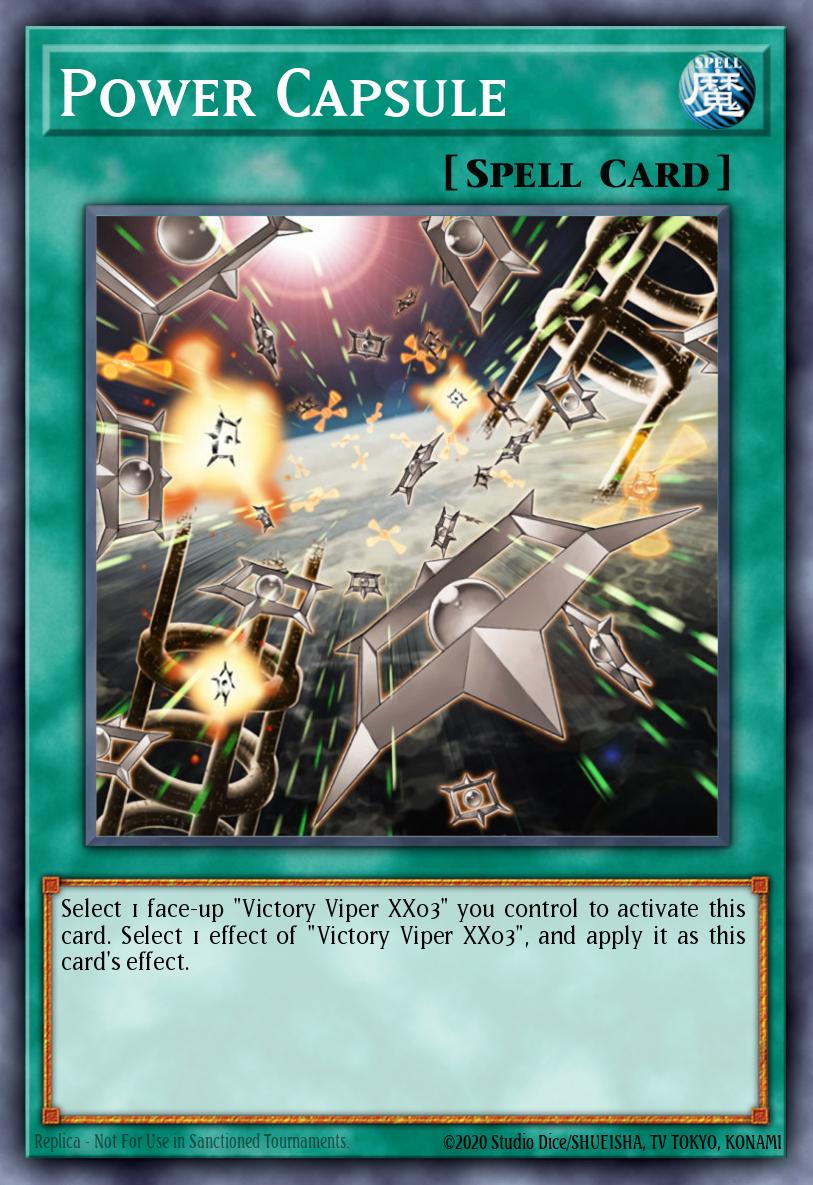 Power Capsule
SPELL
魔
[Spell Card]
Select 1 face-up "Victory Viper XX03" you control to activate this
card. Select 1 effect of "Victory Viper XX03", and apply it as this
card's effect.
Replica - Not For Use in Sanctioned Tournaments.
©2020 Studio Dice/SHUEISHA, TV TOKYO, KONAMI